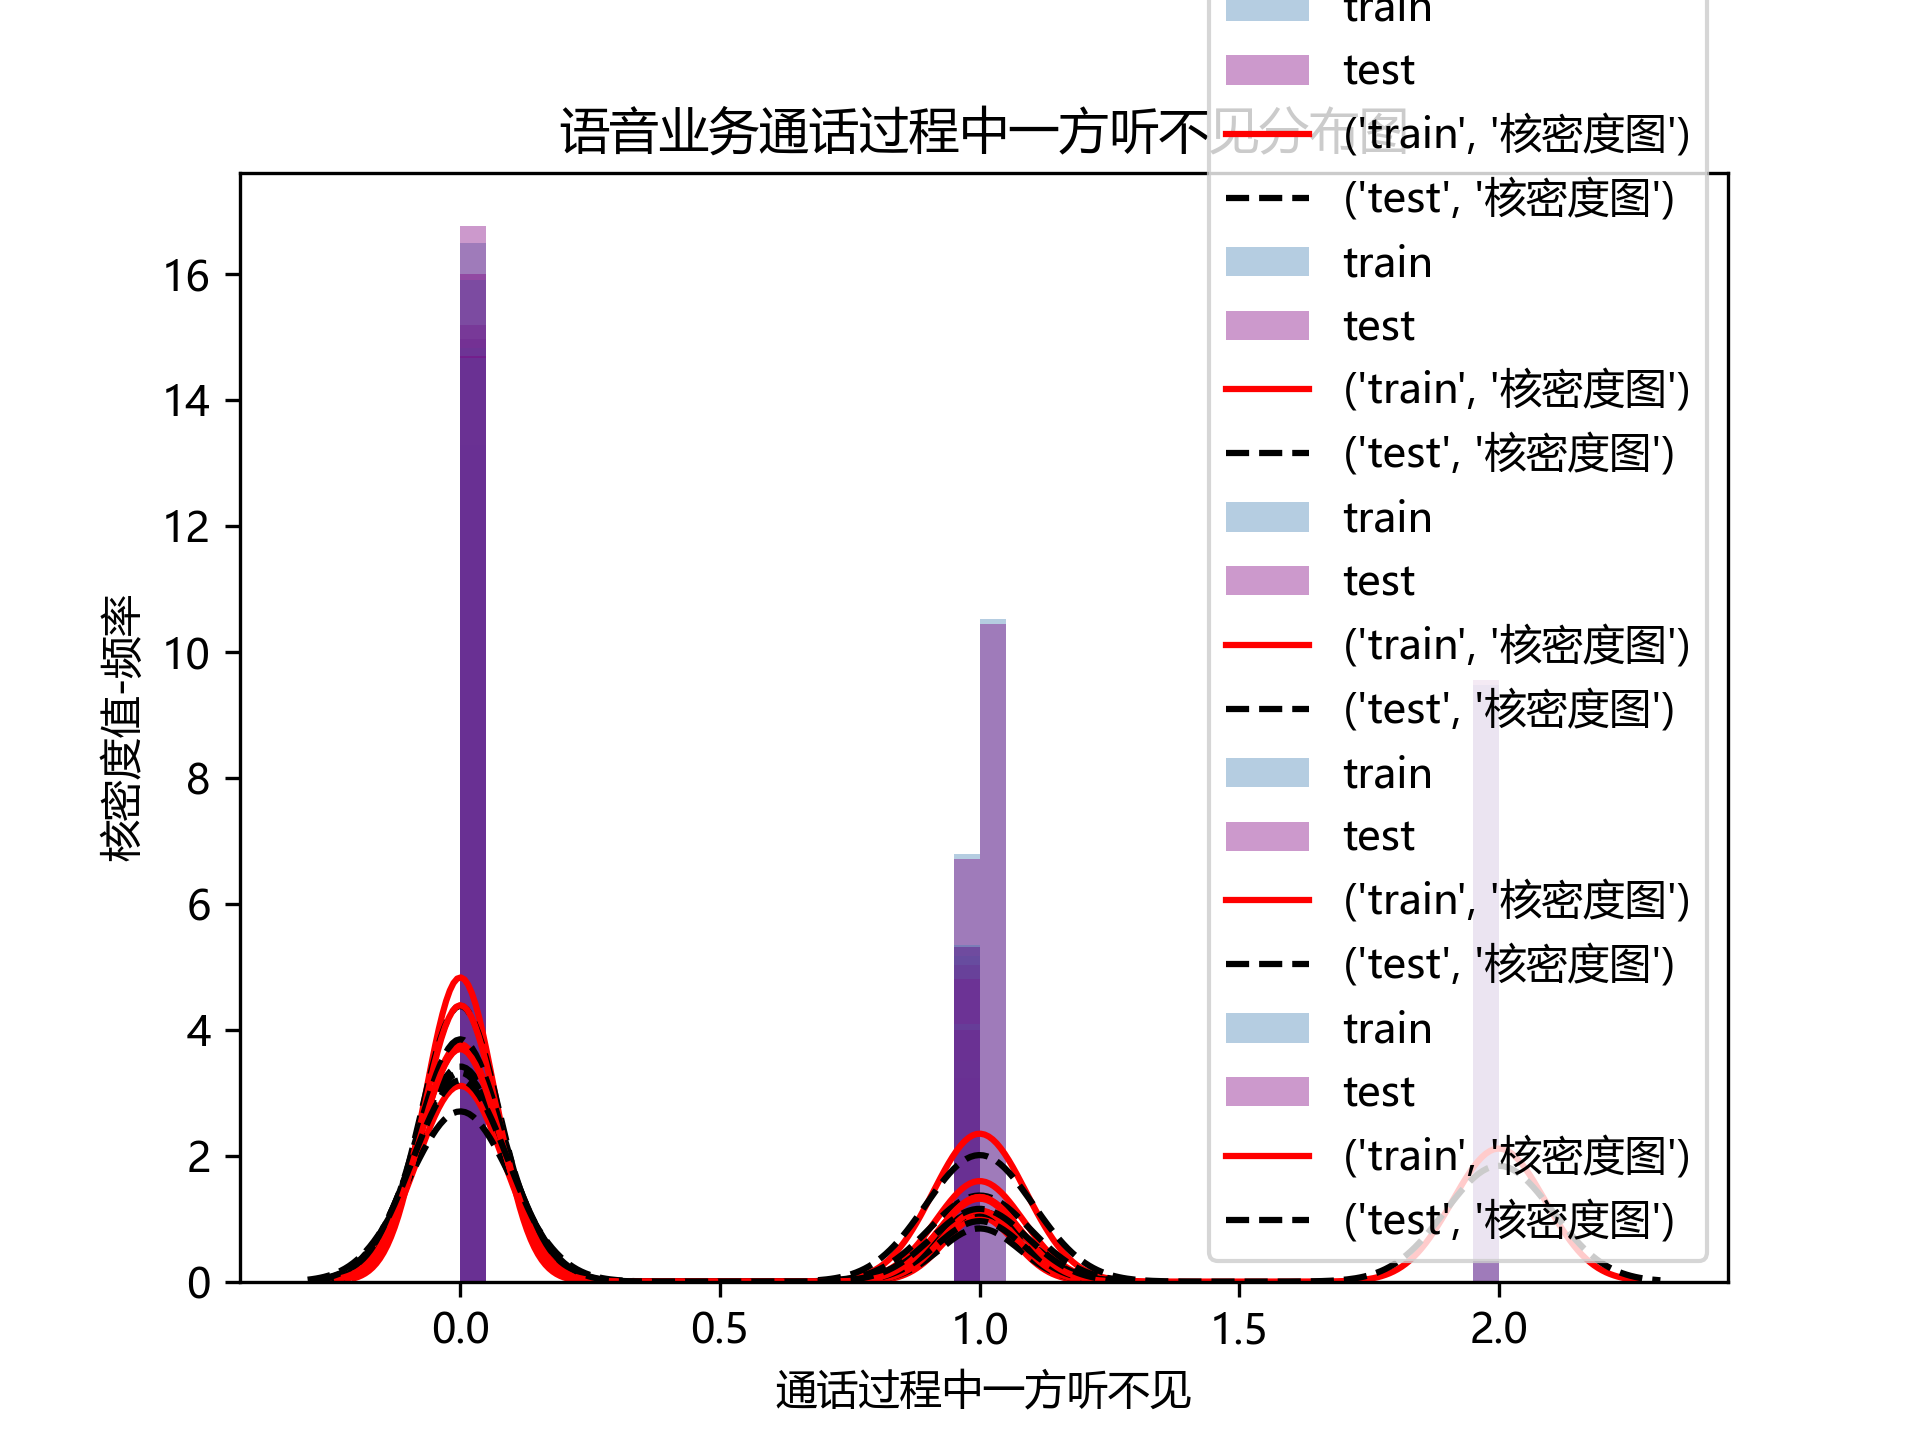 train
test
语音业务通话过程中一方听不见分布图
('train', '核密度图')
('test', '核密度图')
train
test
('train', '核密度图')
('test', '核密度图')
train
test
('train', '核密度图')
('test', '核密度图')
train
test
('train', '核密度图')
('test', '核密度图')
train
test
('train', '核密度图')
('test', '核密度图')
核密度值-频率
16
14
12
10
8
6
4
2
0
0.0 0.5 1.0 1.5 2.0
通话过程中一方听不见